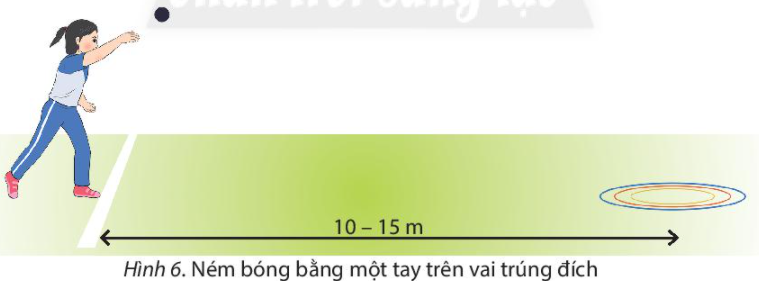 10 – 15 m
Hình 6. Ném bóng bằng một tay trên vai trúng đích